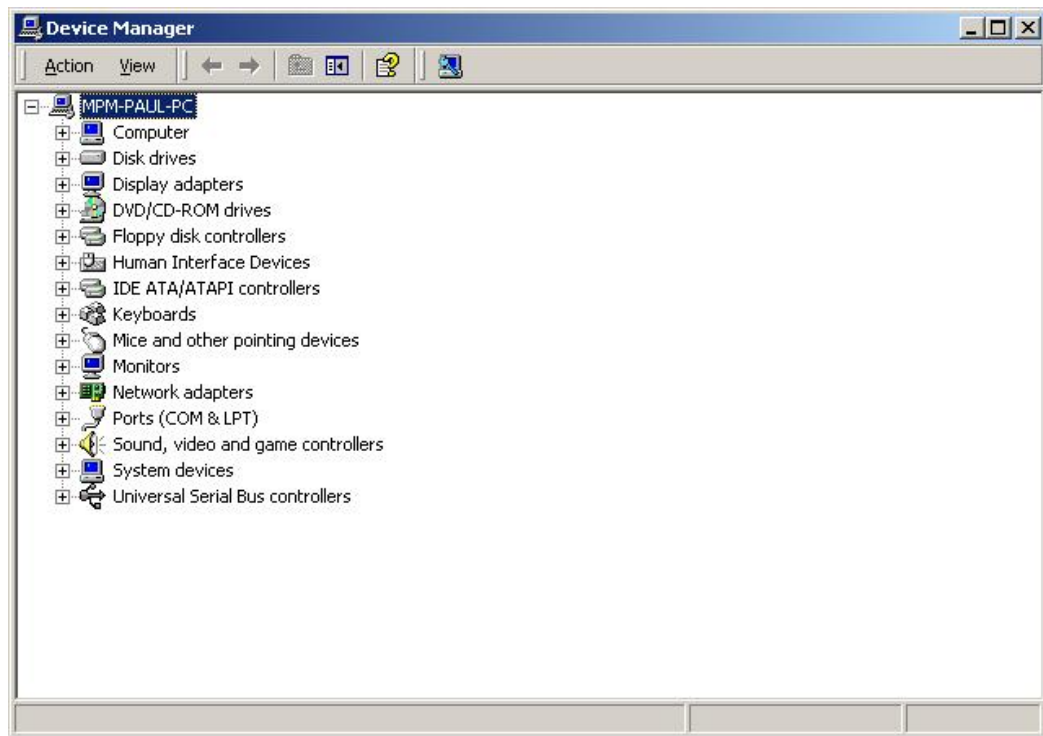 Device Manager
Action View
MPM-PAUL-PC
Computer
Disk drives
Display adapters
DVD/CD-ROM drives
Floppy disk controllers
Human Interface Devices
IDE ATA/ATAPI controllers
Keyboards
Mice and other pointing devices
Monitors
Network adapters
Ports (COM & LPT)
Sound, video and game controllers
System devices
Universal Serial Bus controllers